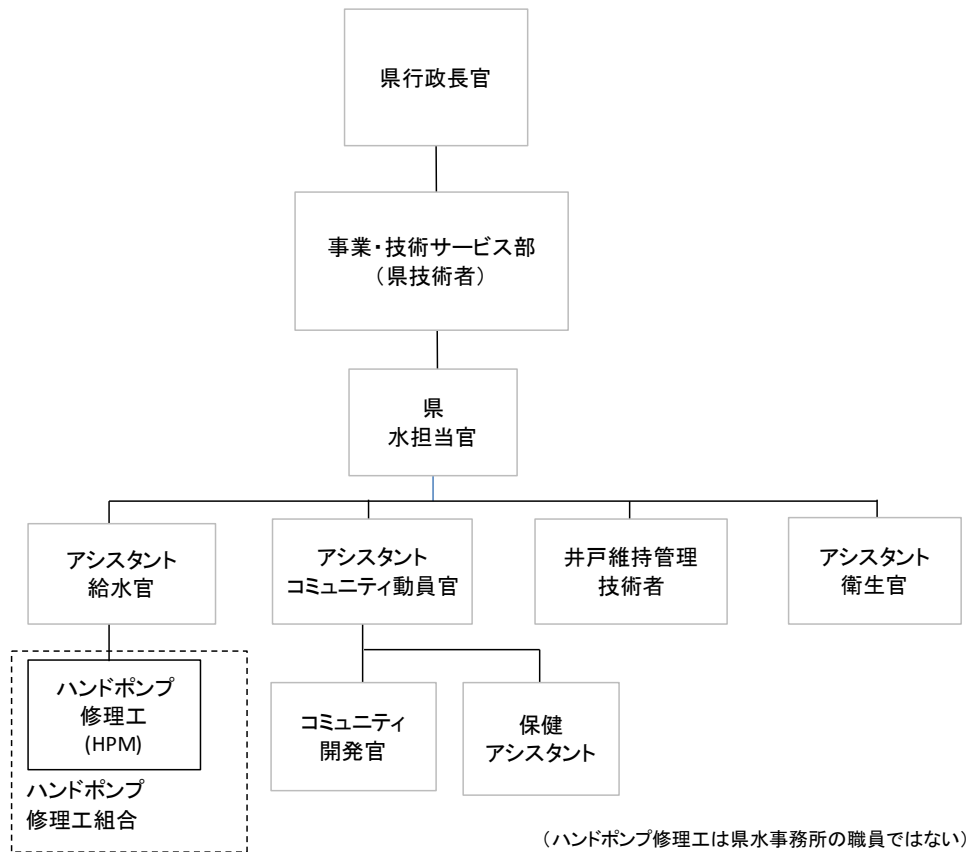 県行政長官
事業・技術サービス部
（県技術者）
県
水担当官
アシスタント
給水官
アシスタント
コミュニティ動員官
井戸維持管理
技術者
アシスタント
衛生官
ハンドポンプ
修理工
(HPM)
ハンドポンプ
修理工組合
コミュニティ
開発官
保健
アシスタント
（ハンドポンプ修理工は県水事務所の職員ではない）